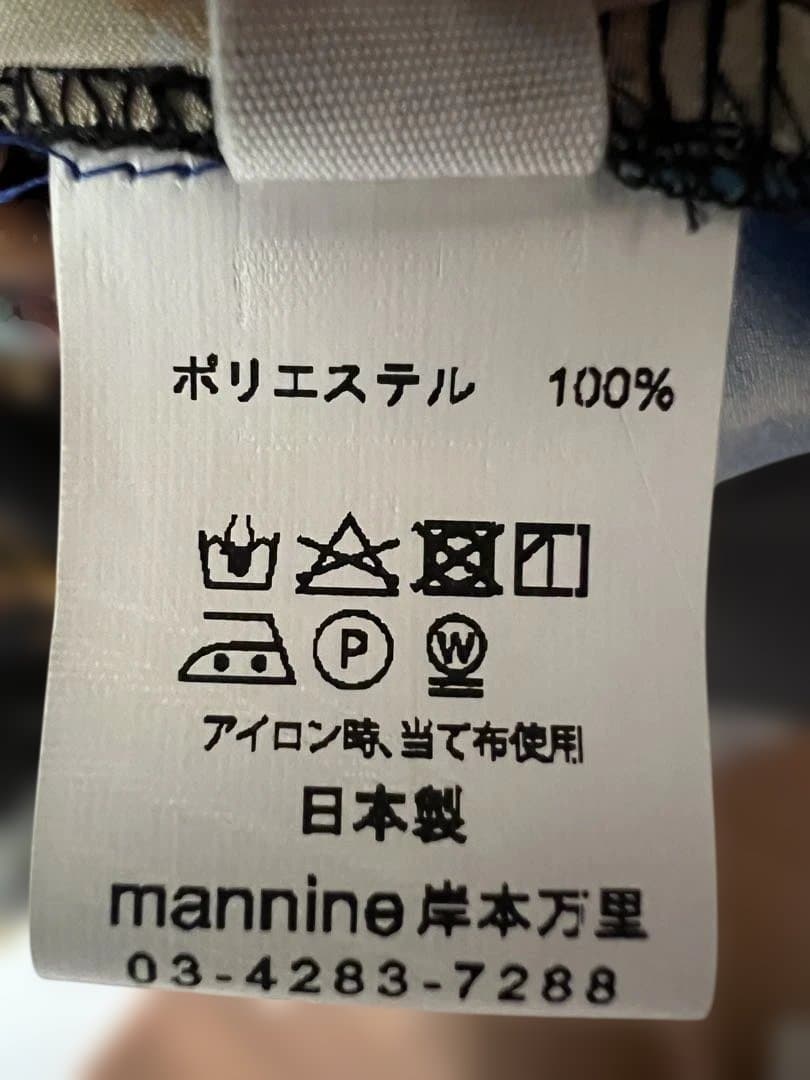 ポリエステル 100%
P W
アイロン時、当て布使用
日本製
mannine 岸本万里
03-4283-7288